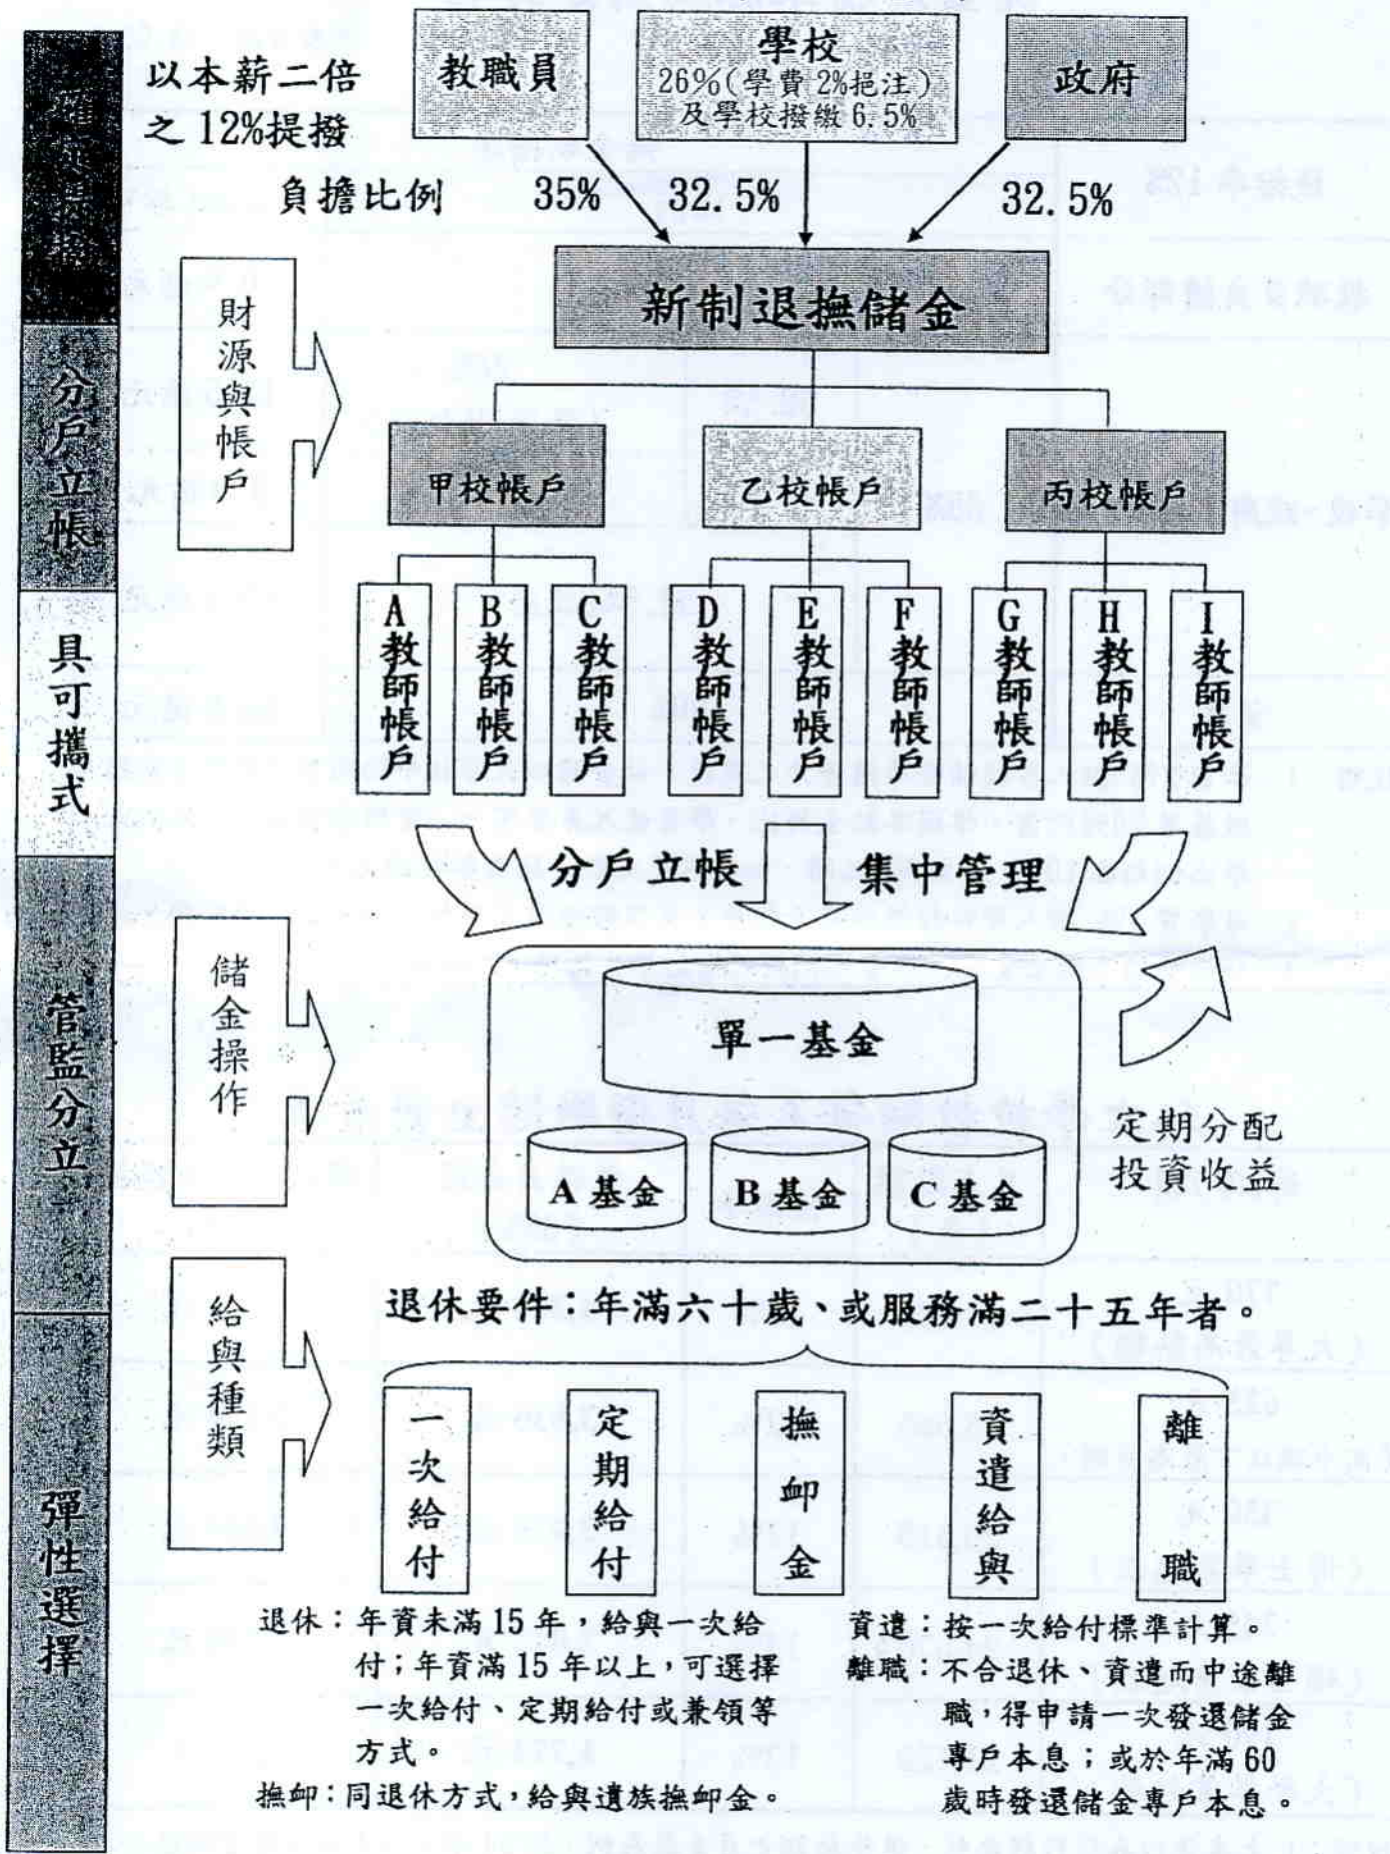 以本薪二倍
之 12%提撥
教職員
學校
26%(學費 2%挹注)
及學校撥繳 6.5%
政府
負擔比例
35%
32.5%
32.5%
新制退撫儲金
財源與帳戶
分戶立帳
甲校帳戶
乙校帳戶
丙校帳戶
A教師帳戶
B教師帳戶
C教師帳戶
D教師帳戶
E教師帳戶
F教師帳戶
G教師帳戶
H教師帳戶
I教師帳戶
具可攜式
分戶立帳
集中管理
管監分立
儲金操作
單一基金
A 基金
B 基金
C 基金
定期分配
投資收益
給與種類
退休要件：年滿六十歲、或服務滿二十五年者。
彈性選擇
一次給付
定期給付
撫卹金
資遣給與
離職
退休：年資未滿 15 年，給與一次給
付；年資滿 15 年以上，可選擇
一次給付、定期給付或兼領等
方式。
撫卹：同退休方式，給與遺族撫卹金。
資遣：按一次給付標準計算。
離職：不合退休、資遣而中途離
職，得申請一次發還儲金
專戶本息；或於年滿 60
歲時發還儲金專戶本息。